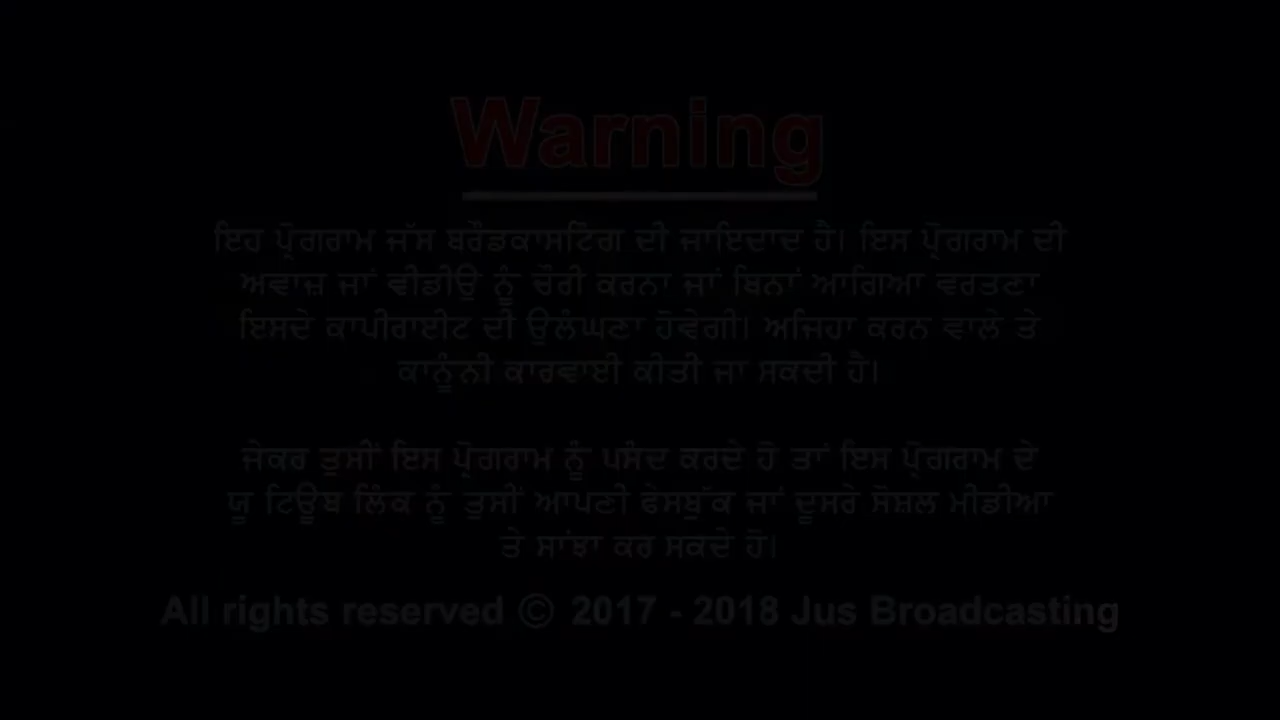 Warning
ਇਹ ਪ੍ਰੋਗਰਾਮ ਜੱਸ ਬਰੌਡਕਾਸਟਿੰਗ ਦੀ ਜਾਇਦਾਦ ਹੈ। ਇਸ ਪ੍ਰੋਗਰਾਮ ਦੀ
ਅਵਾਜ਼ ਜਾਂ ਵੀਡੀਉ ਨੂੰ ਚੌਰੀ ਕਰਨਾ ਜਾਂ ਬਿਨਾਂ ਆਗਿਆ ਵਰਤਣਾ
ਇਸਦੇ ਕਾਪੀਰਾਈਟ ਦੀ ਉਲੰਘਣਾ ਹੋਵੇਗੀ। ਅਜਿਹਾ ਕਰਨ ਵਾਲੇ ਤੇ
ਕਾਨੂੰਨੀ ਕਾਰਵਾਈ ਕੀਤੀ ਜਾ ਸਕਦੀ ਹੈ।
ਜੇਕਰ ਤੁਸੀਂ ਇਸ ਪ੍ਰੋਗਰਾਮ ਨੂੰ ਪਸੰਦ ਕਰਦੇ ਹੋ ਤਾਂ ਇਸ ਪ੍ਰੋਗਰਾਮ ਦੇ
ਯੂ ਟਿਊਬ ਲਿੰਕ ਨੂੰ ਤੁਸੀਂ ਆਪਣੀ ਫੇਸਬੁੱਕ ਜਾਂ ਦੂਸਰੇ ਸੋਸ਼ਲ ਮੀਡੀਆ
ਤੇ ਸਾਂਝਾ ਕਰ ਸਕਦੇ ਹੋ।
All rights reserved © 2017 - 2018 Jus Broadcasting